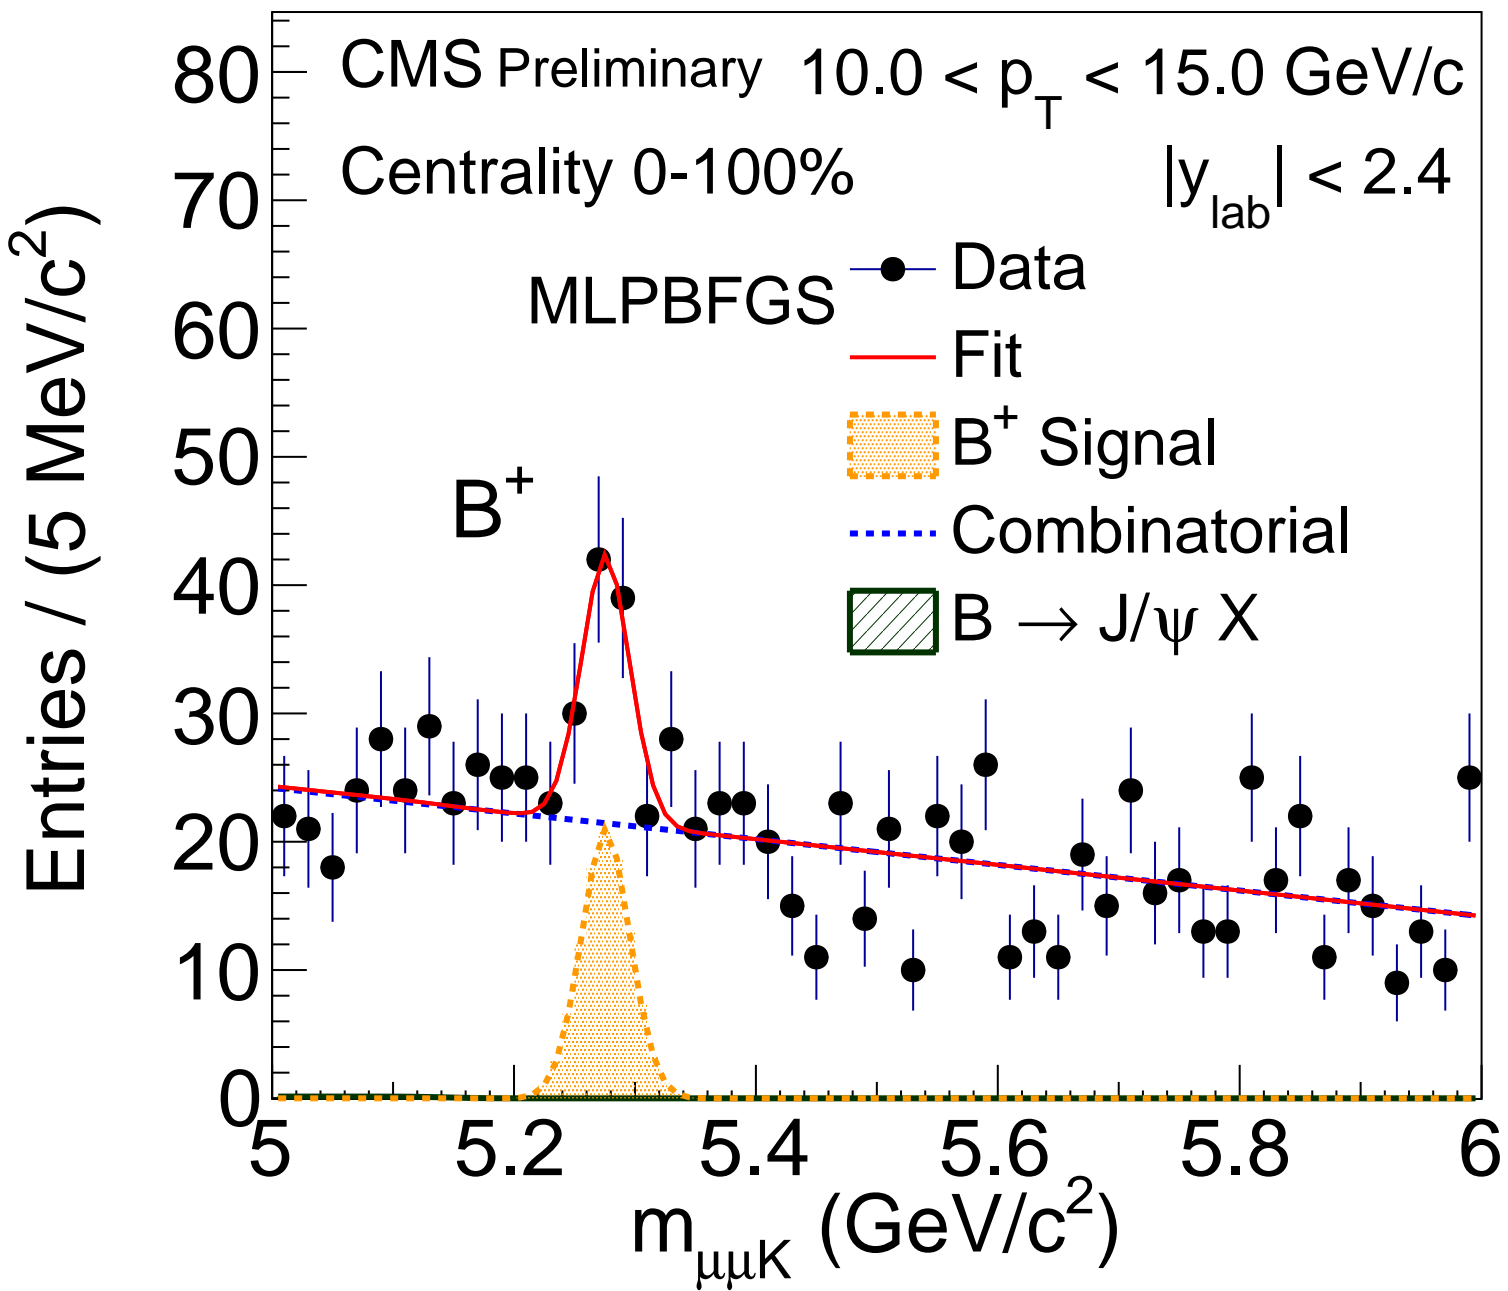 CMS Preliminary 10.0 < p_T < 15.0 GeV/c
Centrality 0-100% |y_lab| < 2.4
MLPBFGS
Data
Fit
B⁺ Signal
Combinatorial
B → J/ψ X
B⁺
Entries / (5 MeV/c²)
80
70
60
50
40
30
20
10
0
5 5.2 5.4 5.6 5.8 6
m_μμK (GeV/c²)